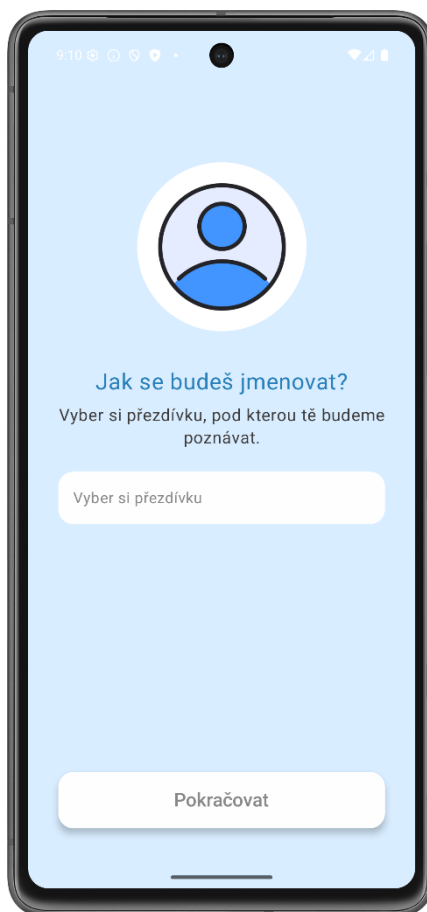 9:10
Jak se budeš jmenovat?
Vyber si přezdívku, pod kterou tě budeme
poznávat.
Vyber si přezdívku
Pokračovat